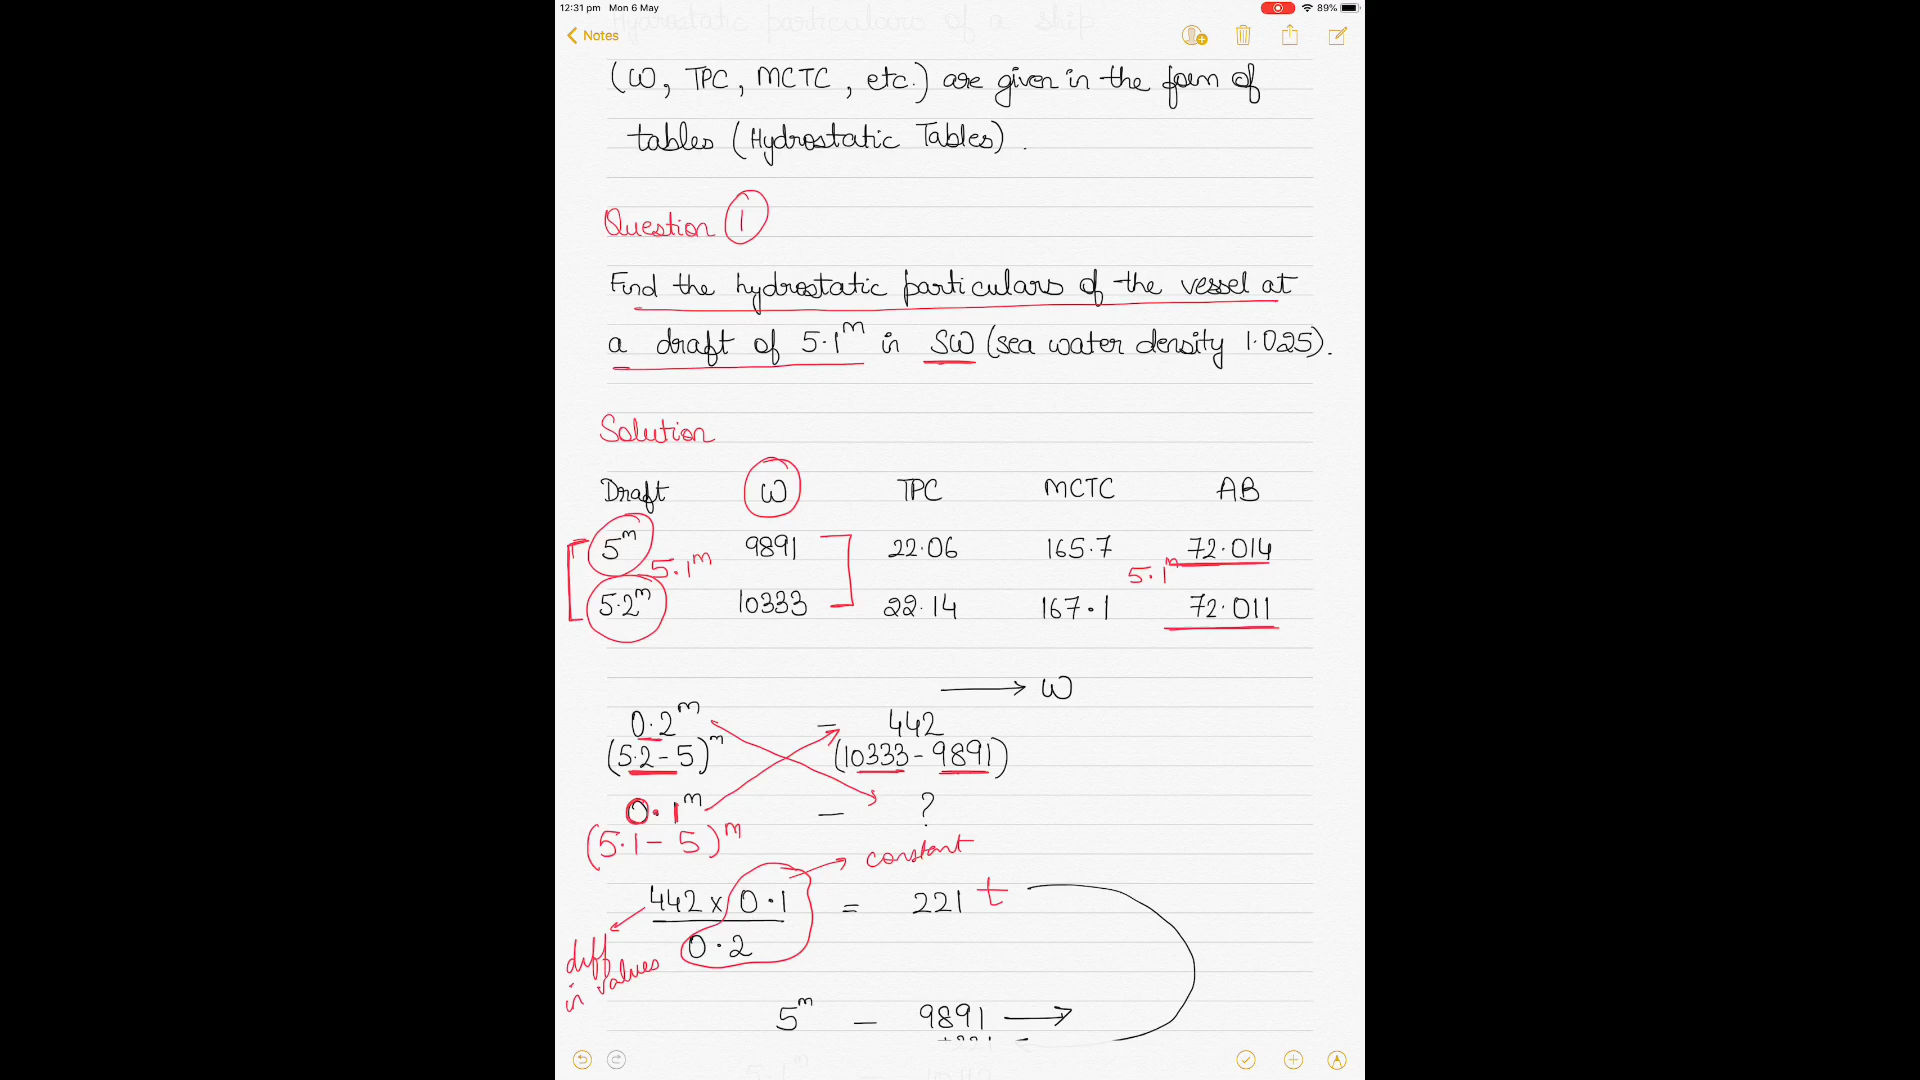 12:31 pm Mon 6 May
89%
Hydrostatic particulars of a ship
Notes
(W, TPC, MCTC, etc.) are given in the form of
tables (Hydrostatic Tables).
Question 1
Find the hydrostatic particulars of the vessel at
a draft of 5.1m in SW (sea water density 1.025).
Solution
Draft W TPC MCTC AB
5m 9891 22.06 165.7 72.014
5.1m 5.1m
5.2m 10333 22.14 167.1 72.011
→ W
0.2m = 442
(5.2-5)m (10333-9891)
0.1m — ?
(5.1-5)m
→ constant
442 x 0.1 = 221 t
0.2
diff
in values
5m — 9891 →